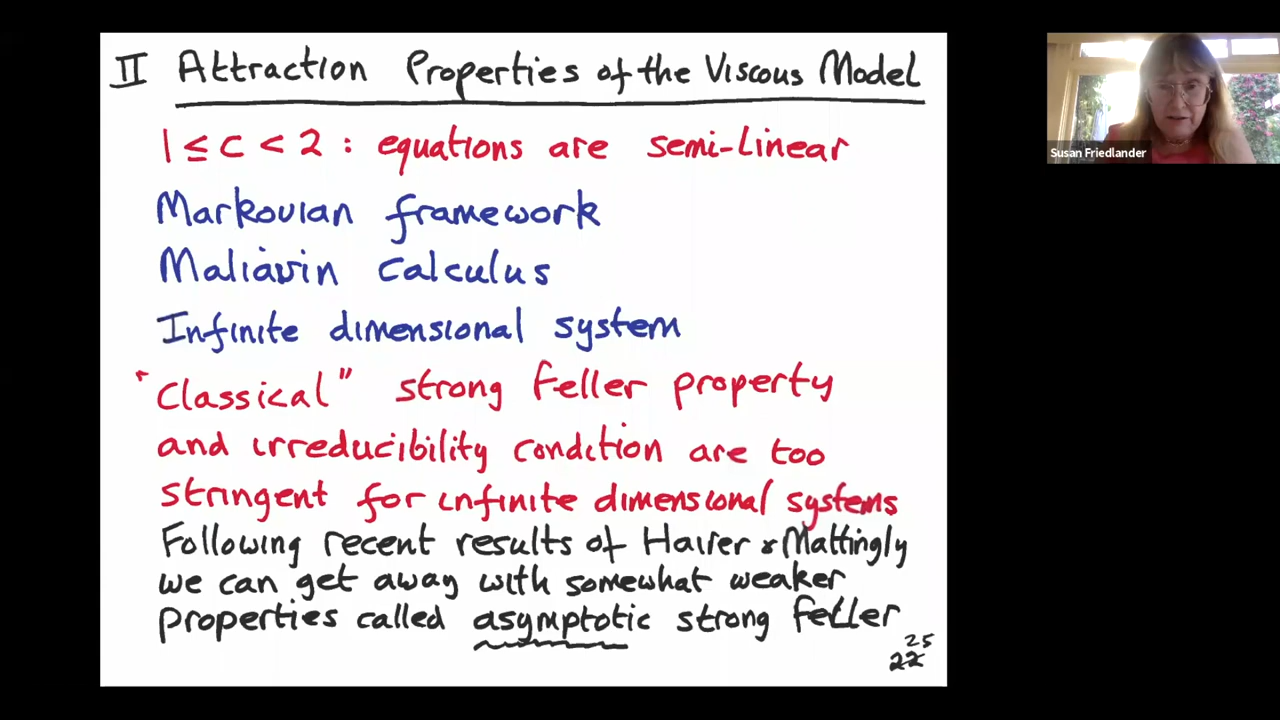 II Attraction Properties of the Viscous Model
1 ≤ c < 2 : equations are semi-linear
Markovian framework
Maliavin calculus
Infinite dimensional system
"Classical" strong Feller property
and irreducibility condition are too
stringent for infinite dimensional systems
Following recent results of Hairer & Mattingly
we can get away with somewhat weaker
properties called asymptotic strong feller
25
22
Susan Friedlander